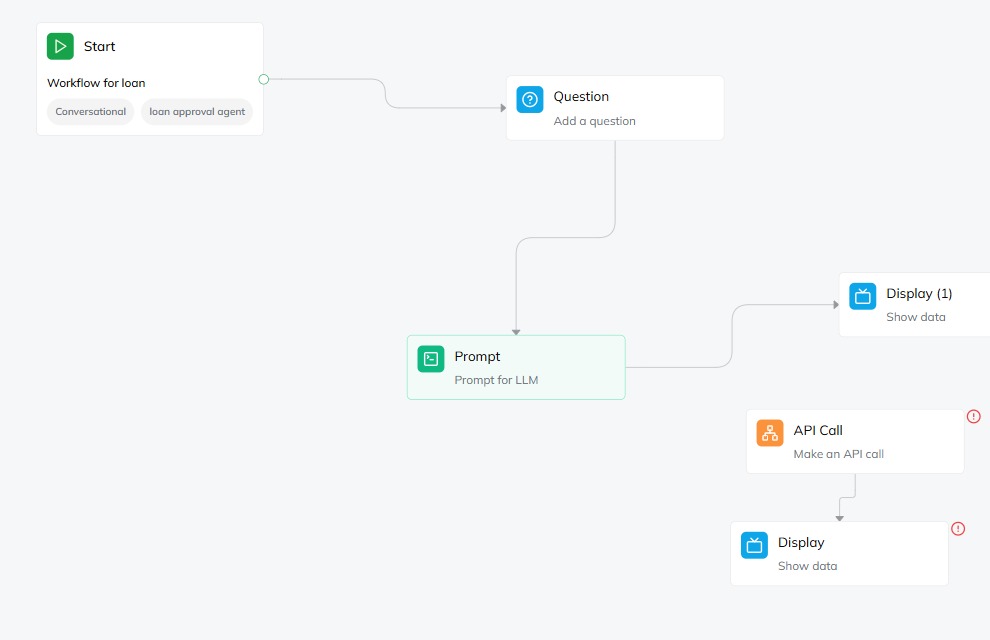 Start
Workflow for loan
Conversational
loan approval agent
Question
Add a question
Display (1)
Show data
Prompt
Prompt for LLM
API Call
Make an API call
Display
Show data